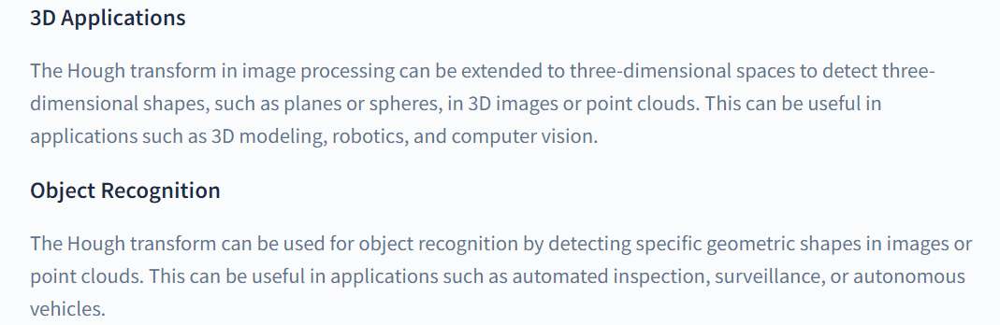 3D Applications
The Hough transform in image processing can be extended to three-dimensional spaces to detect three-
dimensional shapes, such as planes or spheres, in 3D images or point clouds. This can be useful in
applications such as 3D modeling, robotics, and computer vision.
Object Recognition
The Hough transform can be used for object recognition by detecting specific geometric shapes in images or
point clouds. This can be useful in applications such as automated inspection, surveillance, or autonomous
vehicles.